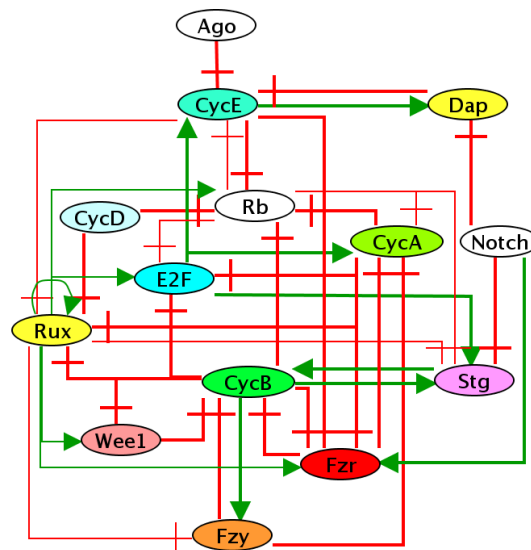 Ago
CycE
Dap
Rb
CycD
CycA
Notch
E2F
Rux
CycB
Stg
Wee1
Fzr
Fzy